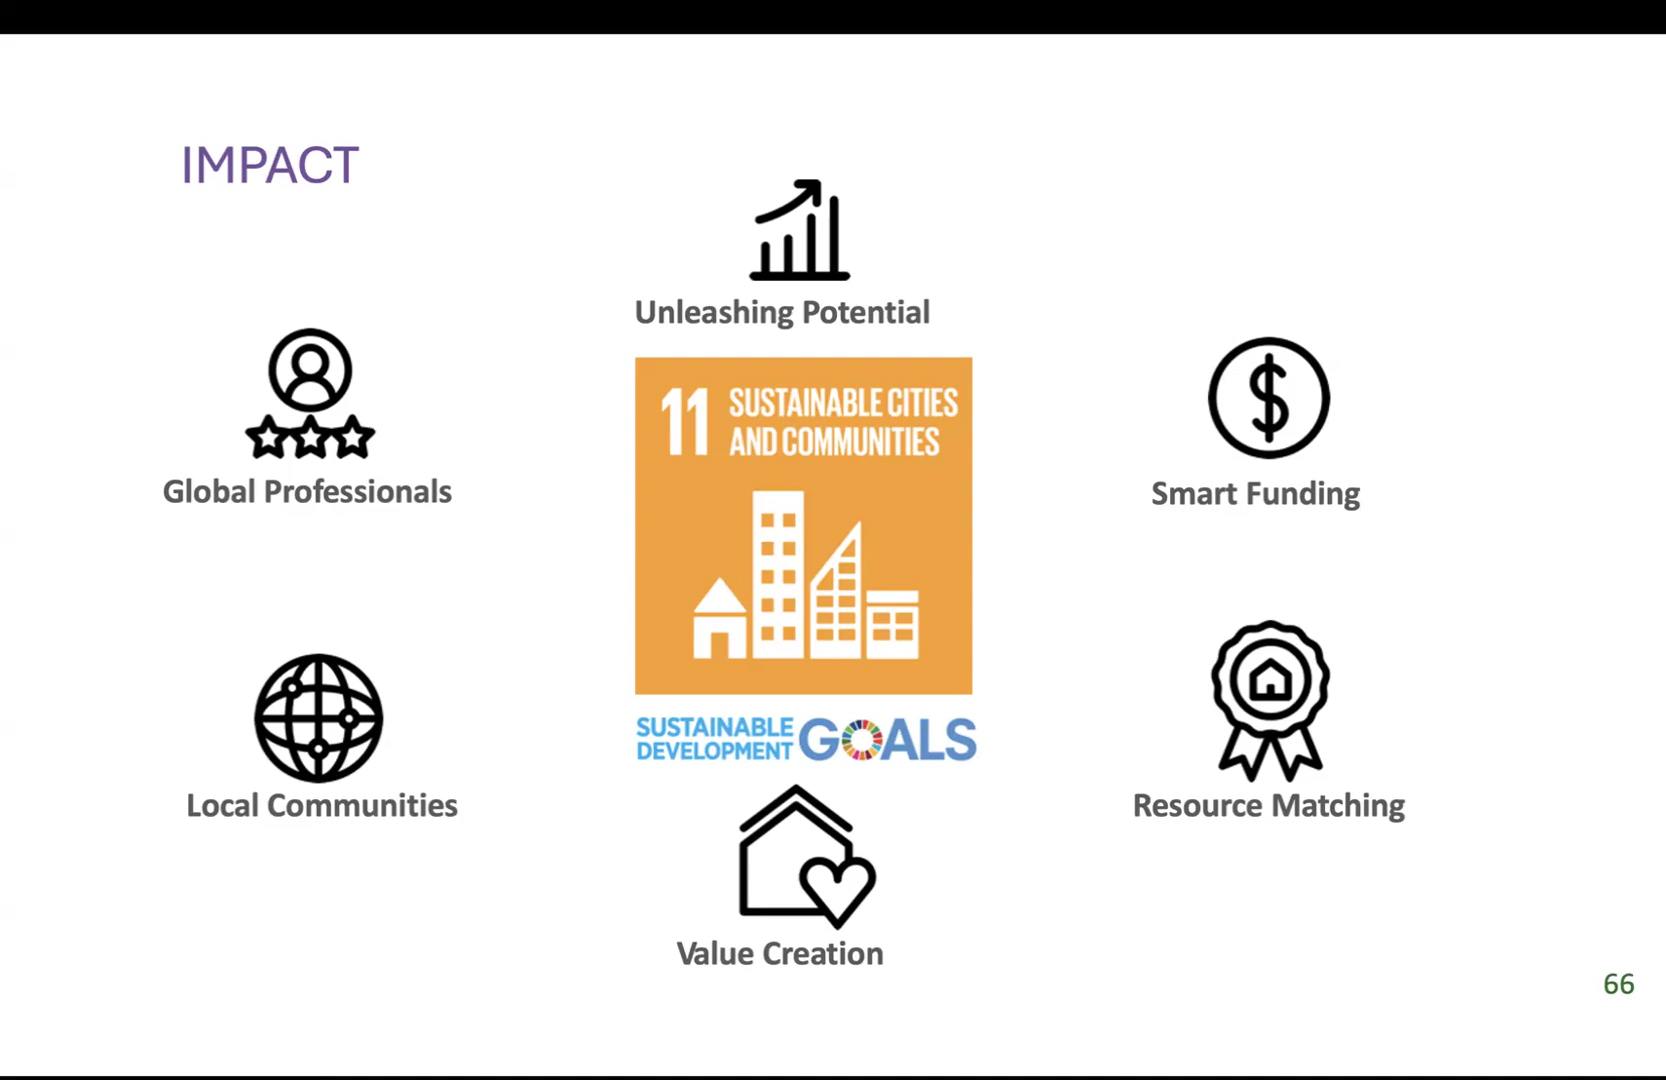 IMPACT
Unleashing Potential
Global Professionals
11 SUSTAINABLE CITIES
AND COMMUNITIES
Smart Funding
SUSTAINABLE
DEVELOPMENT GOALS
Local Communities
Resource Matching
Value Creation
66